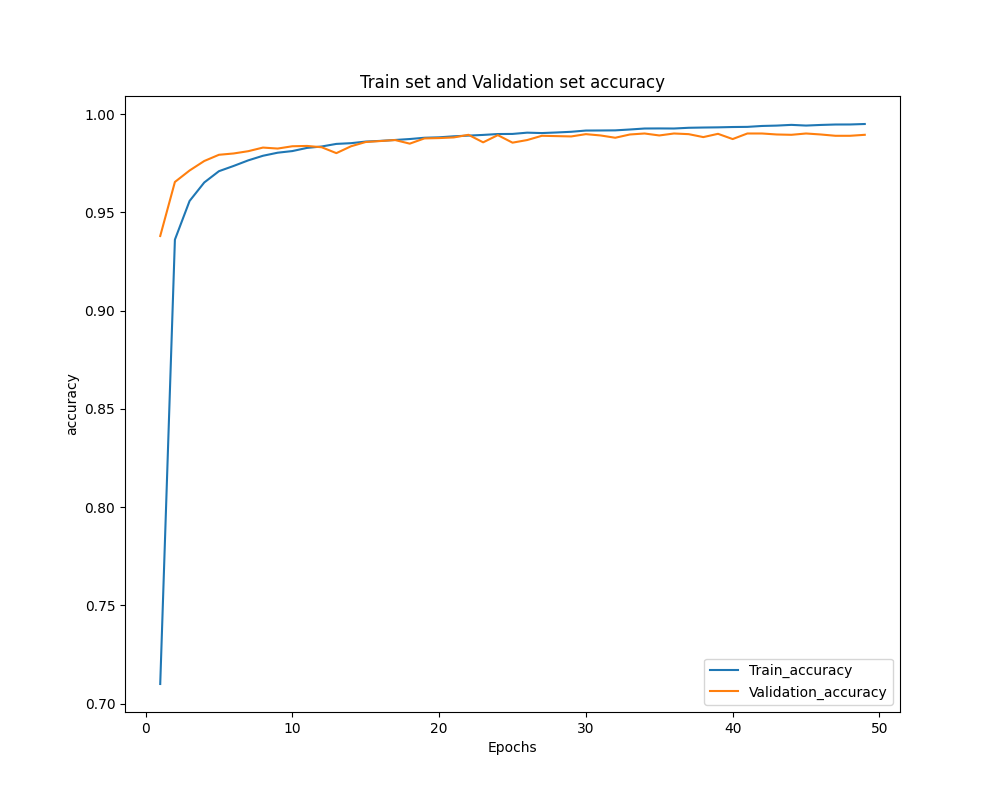 Train set and Validation set accuracy
accuracy
1.00
0.95
0.90
0.85
0.80
0.75
0.70
0 10 20 30 40 50
Epochs
Train_accuracy
Validation_accuracy